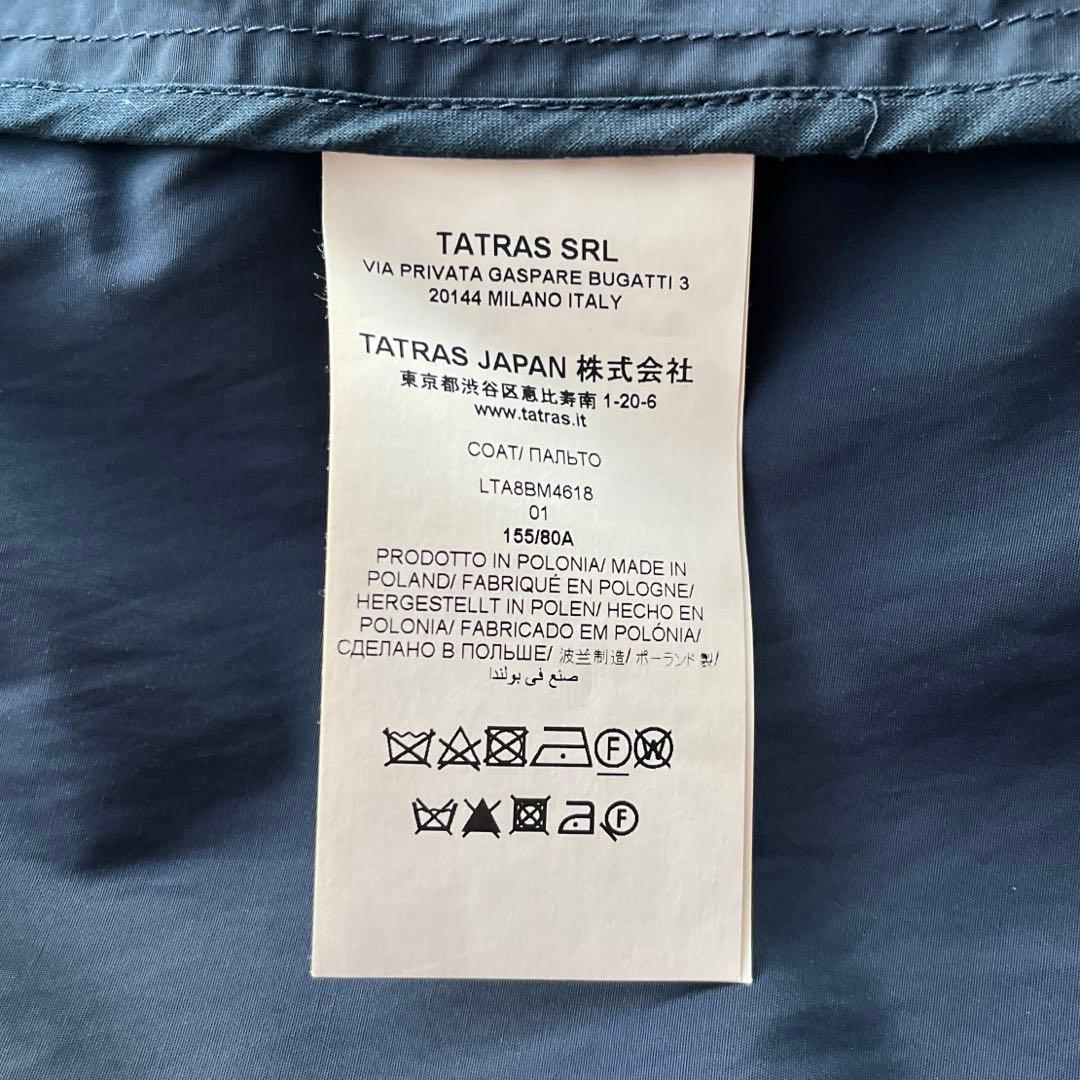 TATRAS SRL
VIA PRIVATA GASPARE BUGATTI 3
20144 MILANO ITALY
TATRAS JAPAN 株式会社
東京都渋谷区恵比寿南 1-20-6
www.tatras.it
COAT/ ПАЛЬТО
LTA8BM4618
01
155/80A
PRODOTTO IN POLONIA/ MADE IN
POLAND/ FABRIQUÉ EN POLOGNE/
HERGESTELLT IN POLEN/ HECHO EN
POLONIA/ FABRICADO EM POLÓNIA/
СДЕЛАНО В ПОЛЬШЕ/ 波兰制造/ ポーランド製/
صنع في بولندا
F W
F